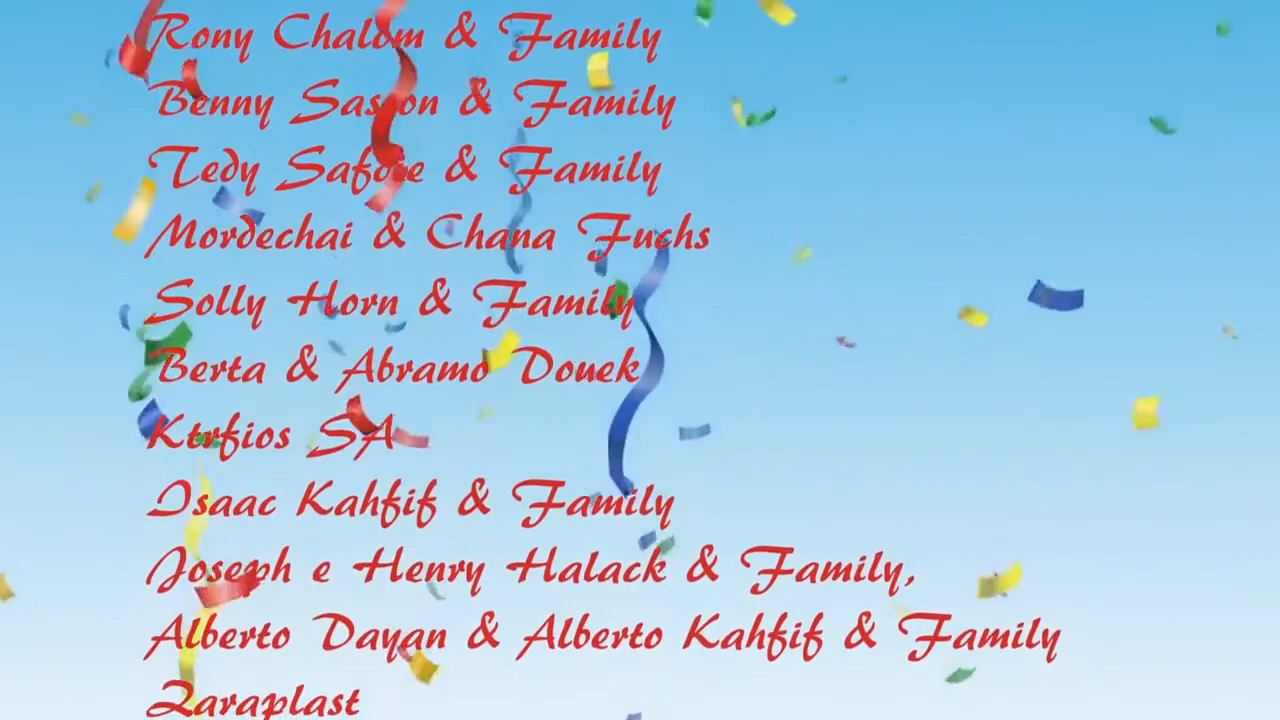 Rony Chalom & Family
Benny Sasson & Family
Tedy Safdie & Family
Mordechai & Chana Fuchs
Solly Horn & Family
Berta & Abramo Douek
Ktrfios SA
Isaac Kahfif & Family
Joseph e Henry Halack & Family,
Alberto Dayan & Alberto Kahfif & Family
Zaraplast